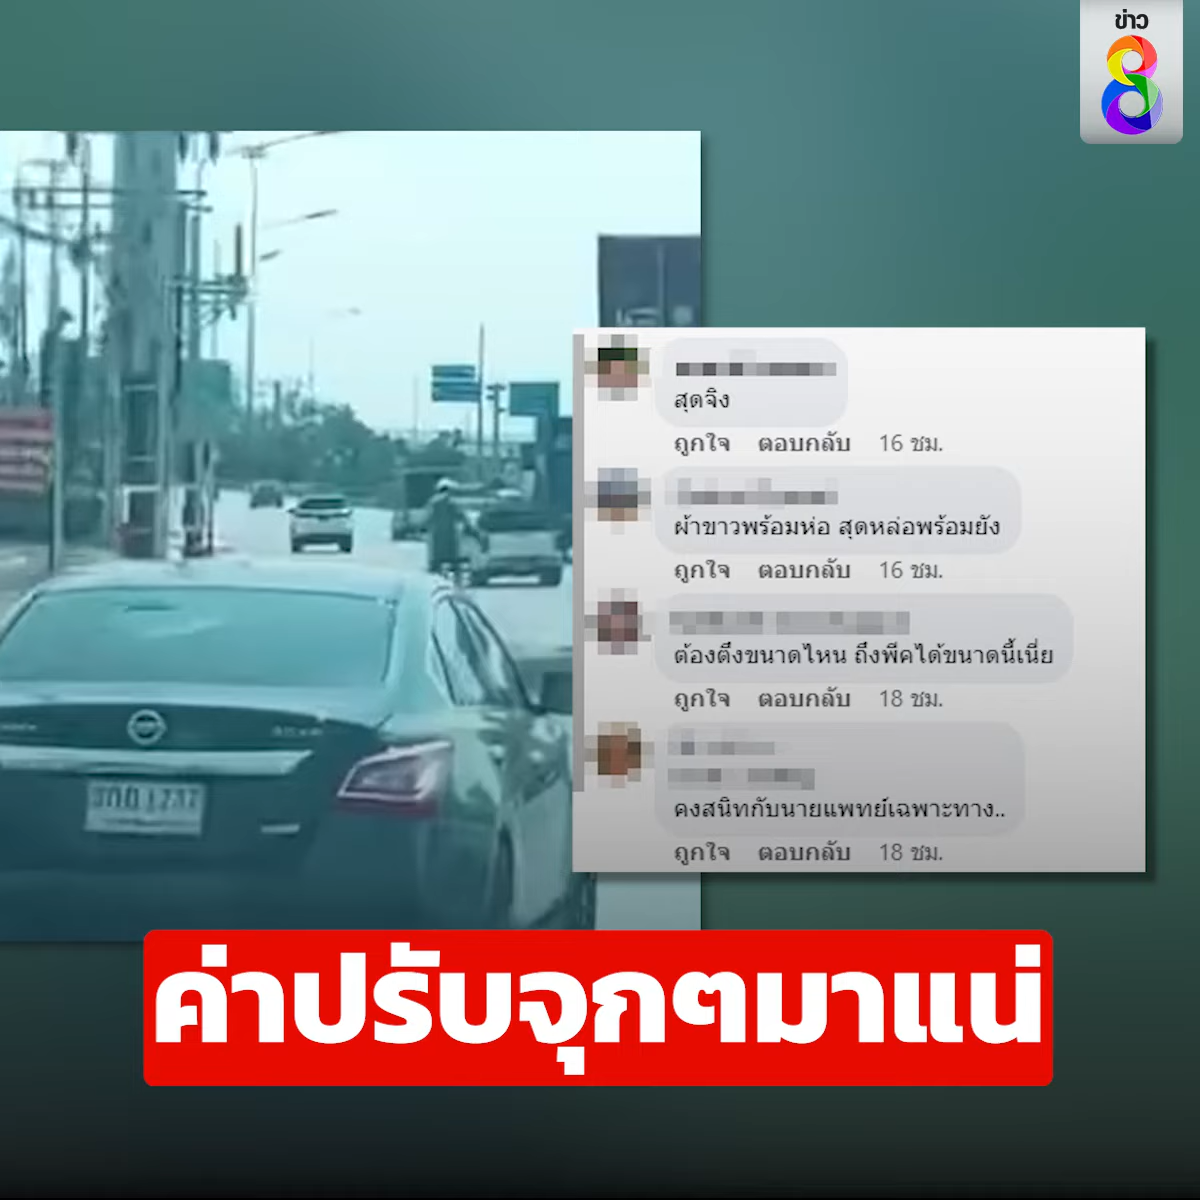 ข่าว
8
สุดจิง
ถูกใจ ตอบกลับ 16 ชม.
ผ้าขาวพร้อมห่อ สุดหล่อพร้อมยัง
ถูกใจ ตอบกลับ 16 ชม.
ต้องตึงขนาดไหน ถึงพีคได้ขนาดนี้เนี่ย
ถูกใจ ตอบกลับ 18 ชม.
คงสนิทกับนายแพทย์เฉพาะทาง..
ถูกใจ ตอบกลับ 18 ชม.
ค่าปรับจุกๆมาแน่